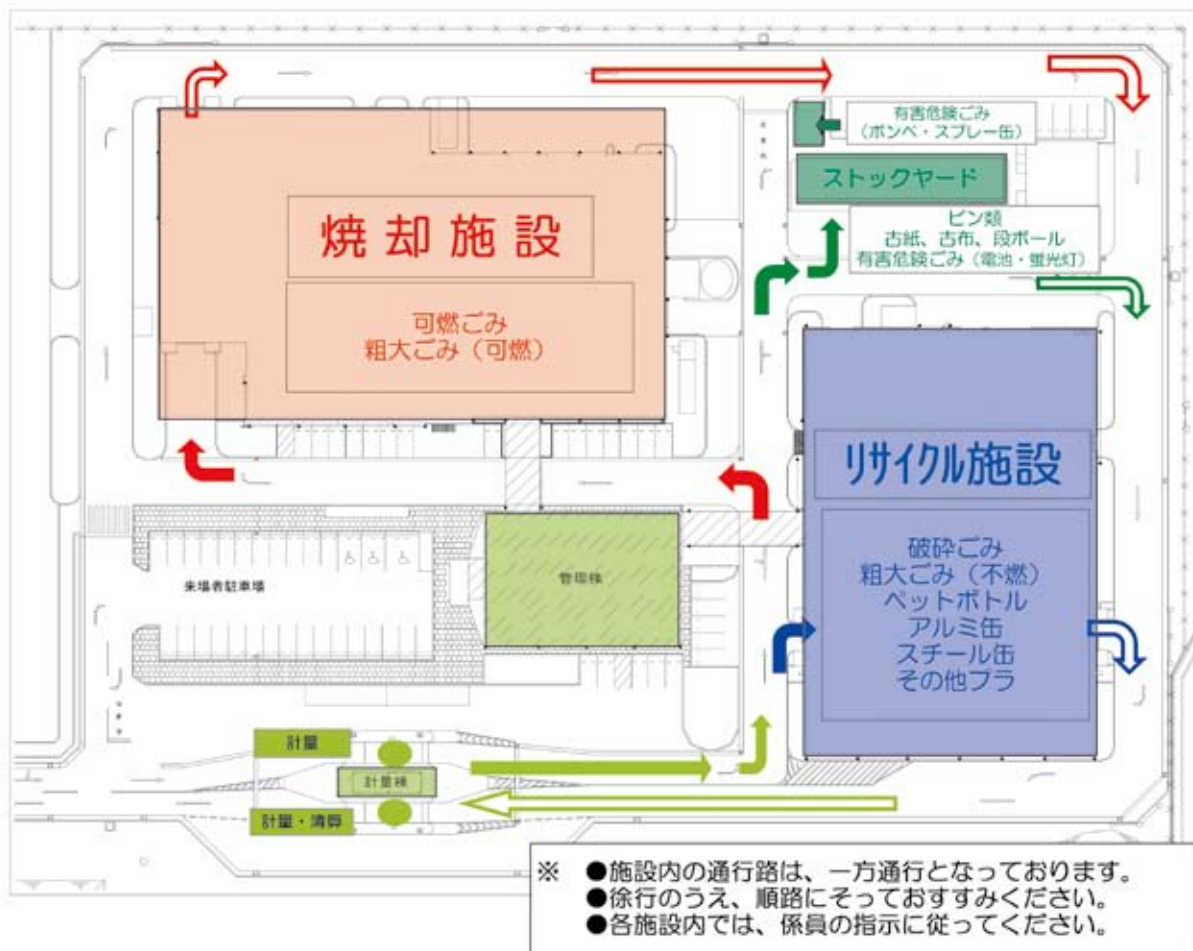 有害危険ごみ
（ボンベ・スプレー缶）
ストックヤード
ビン類
古紙、古布、段ボール
有害危険ごみ（電池・蛍光灯）
焼却施設
可燃ごみ
粗大ごみ（可燃）
リサイクル施設
破砕ごみ
粗大ごみ（不燃）
ペットボトル
アルミ缶
スチール缶
その他プラ
管理棟
来場者駐車場
計量
計量棟
計量・清算
※ ●施設内の通行路は、一方通行となっております。
●徐行のうえ、順路にそっておすすみください。
●各施設内では、係員の指示に従ってください。